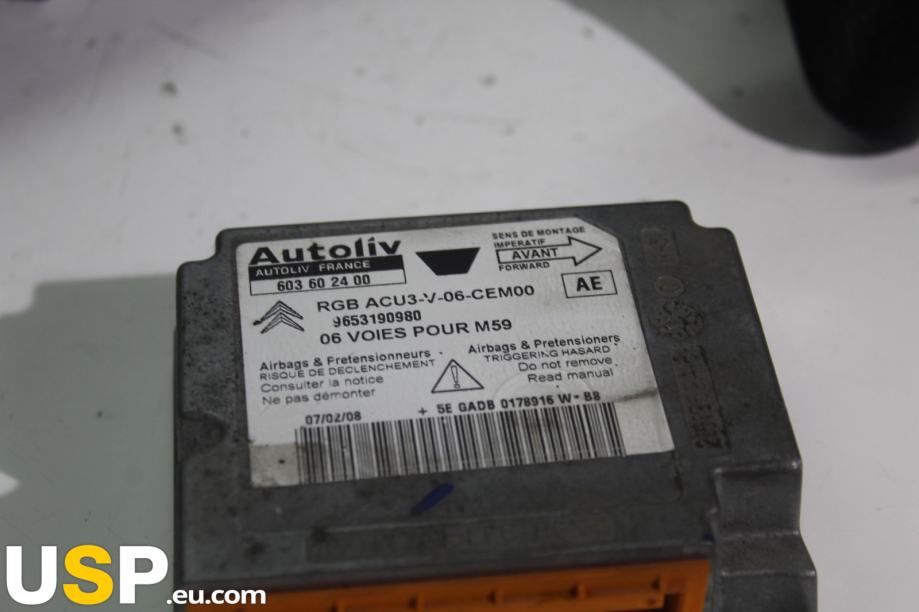 Autoliv
AUTOLIV FRANCE
603 60 24 00
SENS DE MONTAGE
IMPERATIF
AVANT
FORWARD
AE
RGB ACU3-V-06-CEM00
9653190980
06 VOIES POUR M59
Airbags & Pretensionneurs
RISQUE DE DECLENCHEMENT
Consulter la notice
Ne pas démonter
Airbags & Pretensioners
TRIGGERING HASARD
Do not remove
Read manual
07/02/08
+ 5E GADB 0178916 W - B8
USP.eu.com